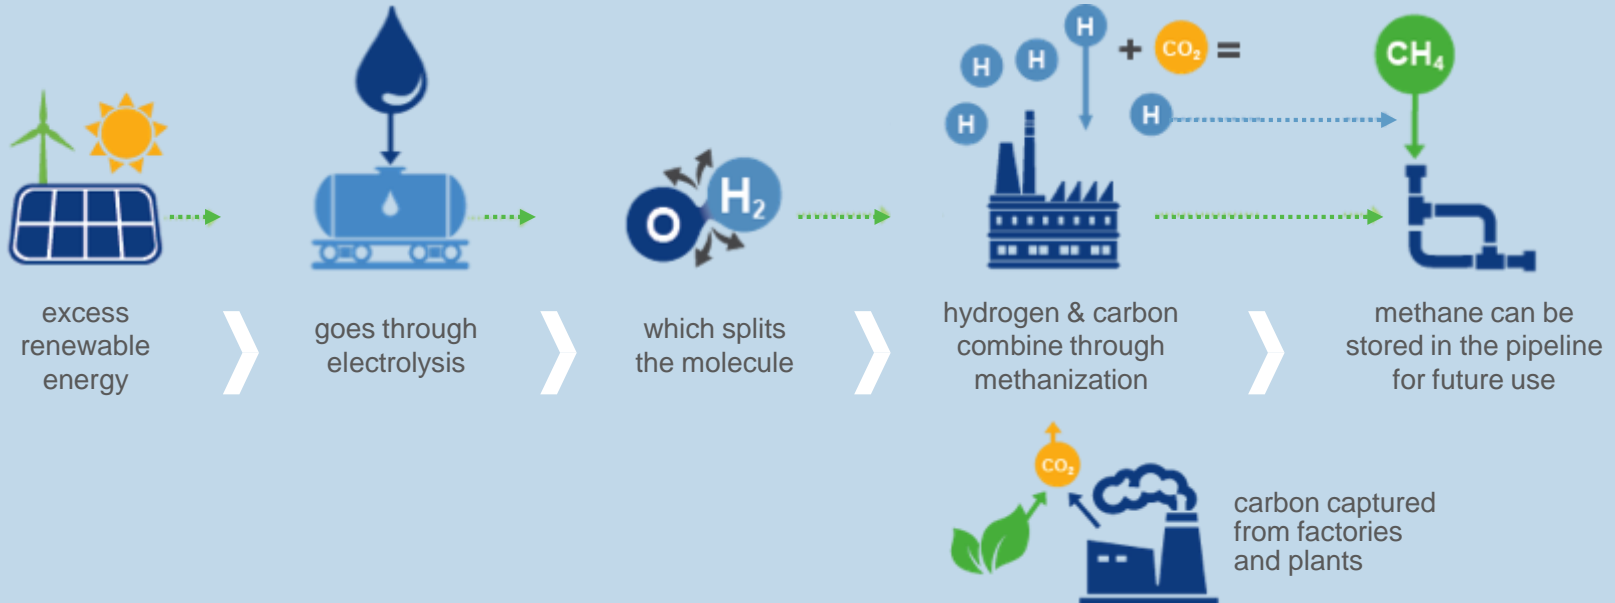 H
H
H
H
+
CO₂
=
H
CH₄
O
H₂
excess
renewable
energy
goes through
electrolysis
which splits
the molecule
hydrogen & carbon
combine through
methanization
methane can be
stored in the pipeline
for future use
CO₂
carbon captured
from factories
and plants